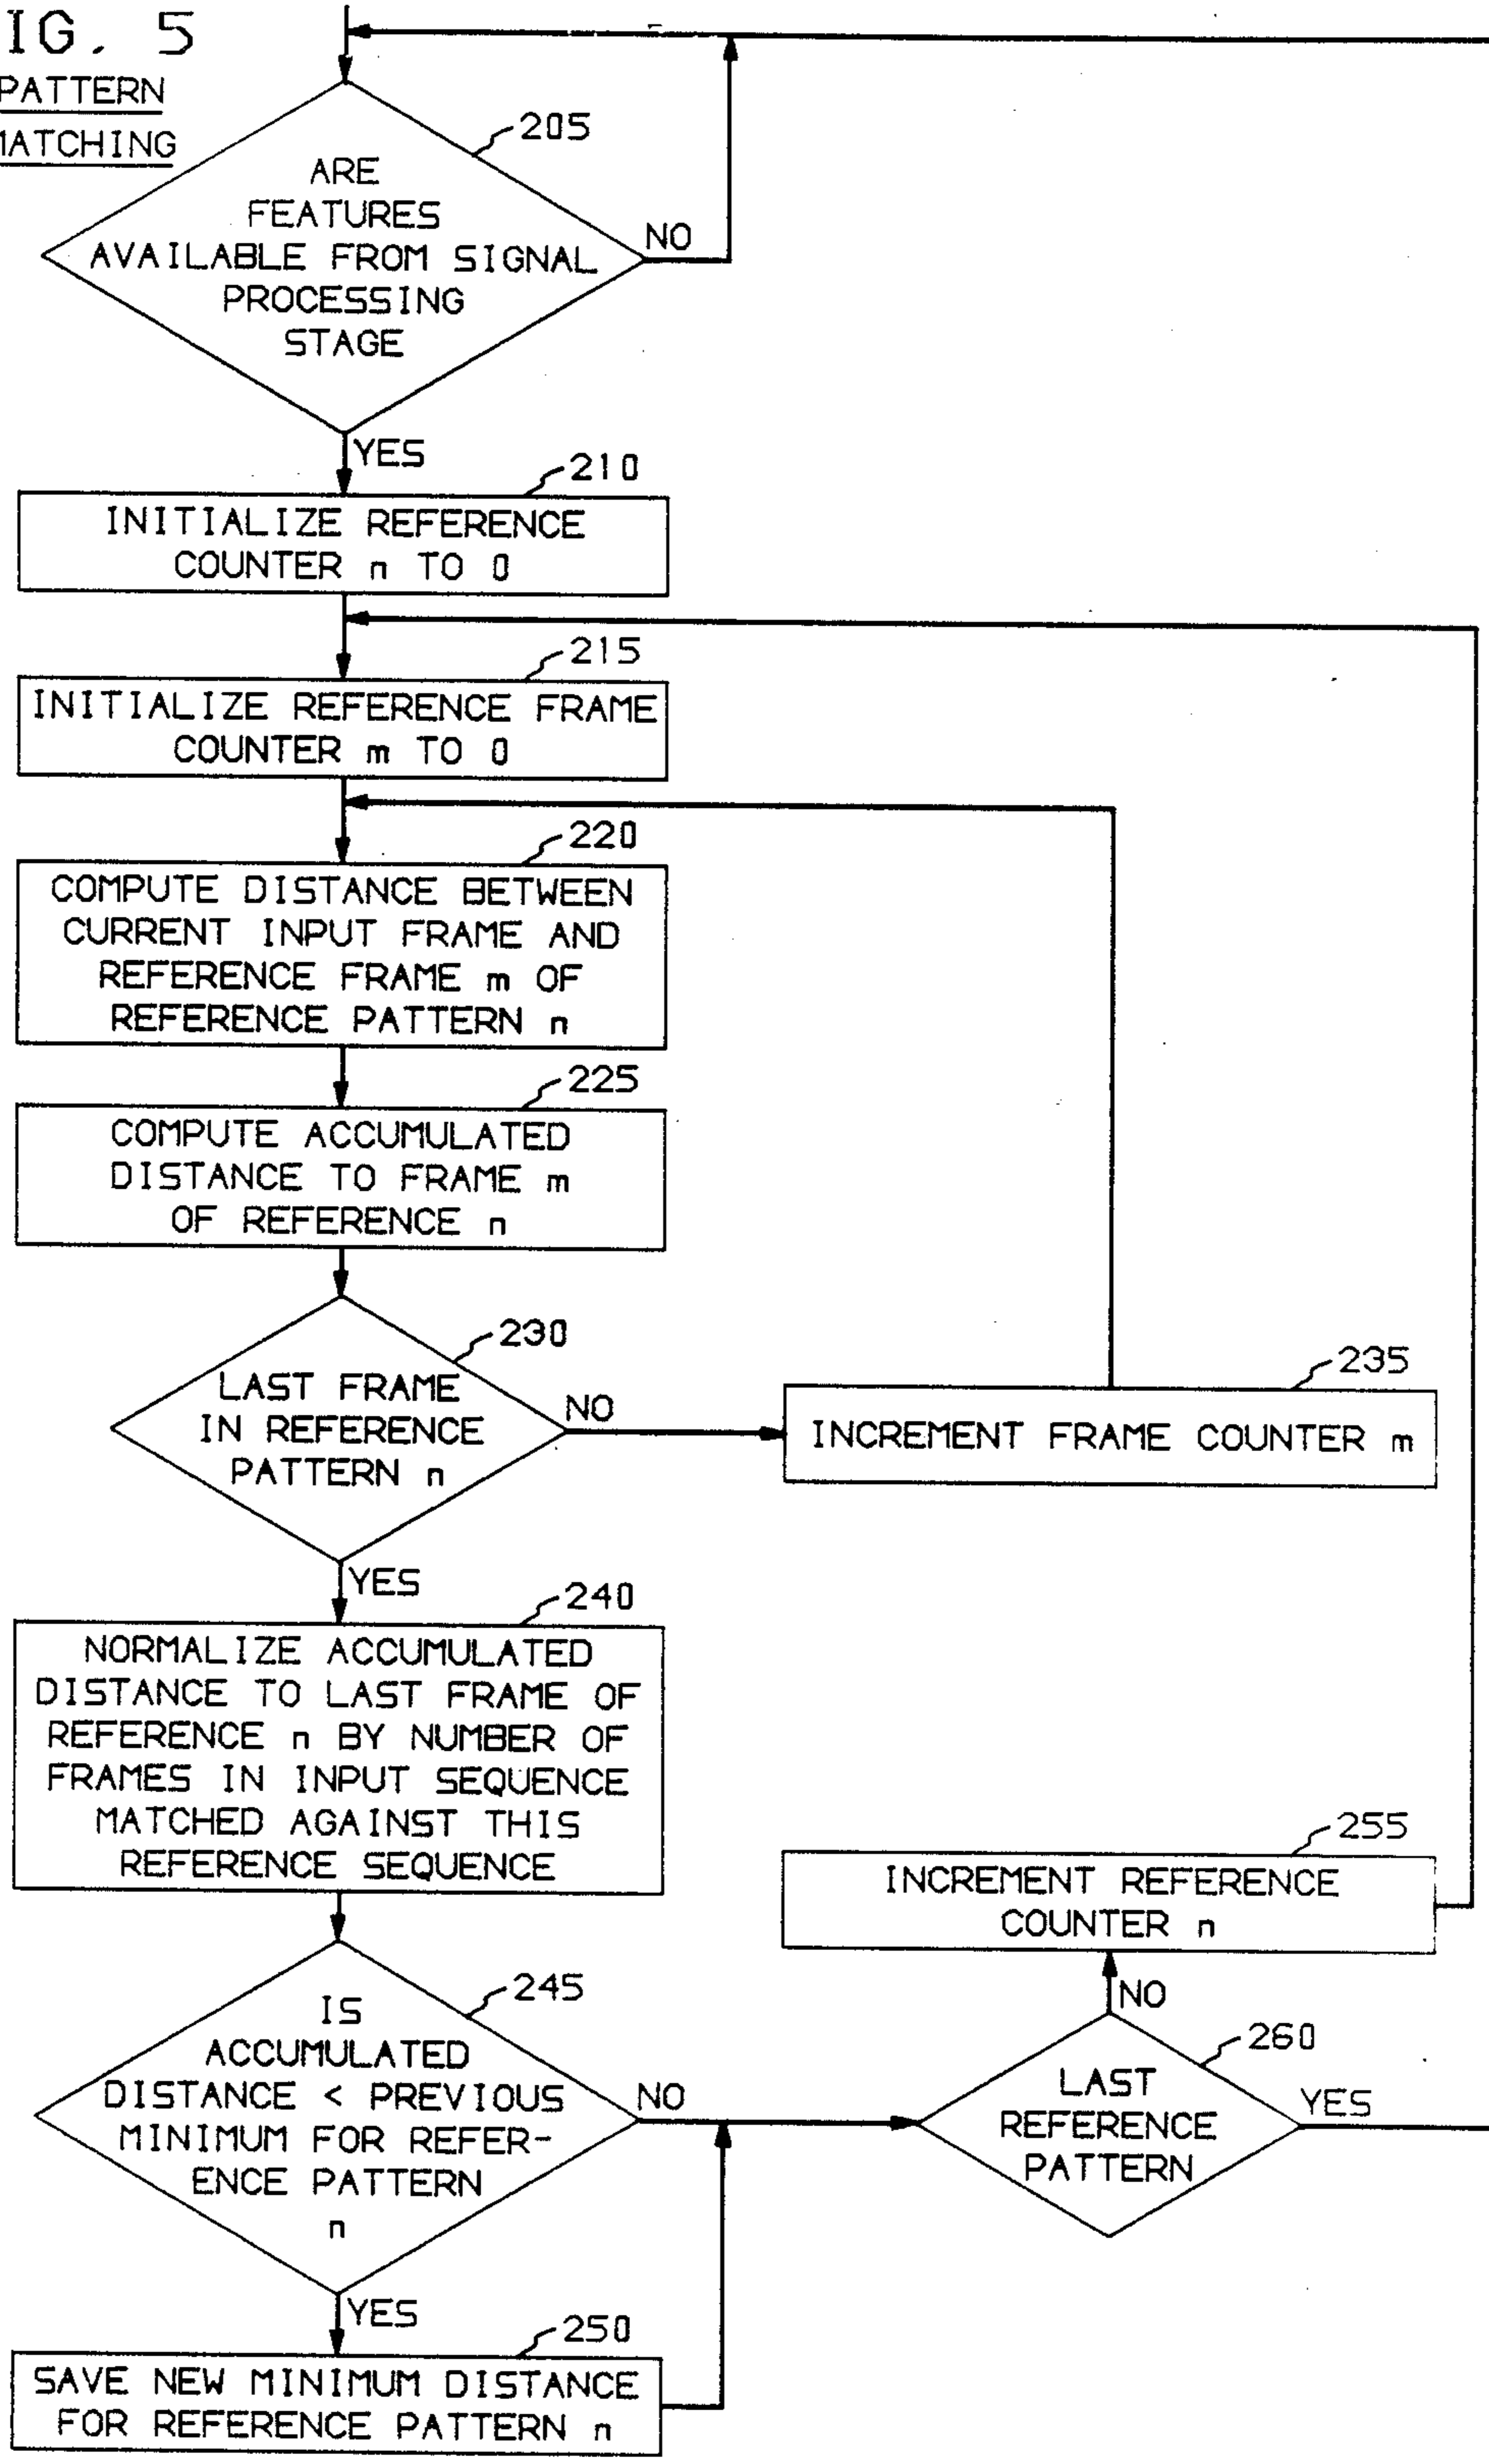 IG. 5
PATTERN
MATCHING
205
ARE
FEATURES
AVAILABLE FROM SIGNAL
PROCESSING
STAGE
NO
YES
210
INITIALIZE REFERENCE
COUNTER n TO 0
215
INITIALIZE REFERENCE FRAME
COUNTER m TO 0
220
COMPUTE DISTANCE BETWEEN
CURRENT INPUT FRAME AND
REFERENCE FRAME m OF
REFERENCE PATTERN n
225
COMPUTE ACCUMULATED
DISTANCE TO FRAME m
OF REFERENCE n
230
LAST FRAME
IN REFERENCE
PATTERN n
NO
235
INCREMENT FRAME COUNTER m
YES
240
NORMALIZE ACCUMULATED
DISTANCE TO LAST FRAME OF
REFERENCE n BY NUMBER OF
FRAMES IN INPUT SEQUENCE
MATCHED AGAINST THIS
REFERENCE SEQUENCE
255
INCREMENT REFERENCE
COUNTER n
NO
245
IS
ACCUMULATED
DISTANCE < PREVIOUS
MINIMUM FOR REFER-
ENCE PATTERN
n
NO
260
LAST
REFERENCE
PATTERN
YES
YES
250
SAVE NEW MINIMUM DISTANCE
FOR REFERENCE PATTERN n